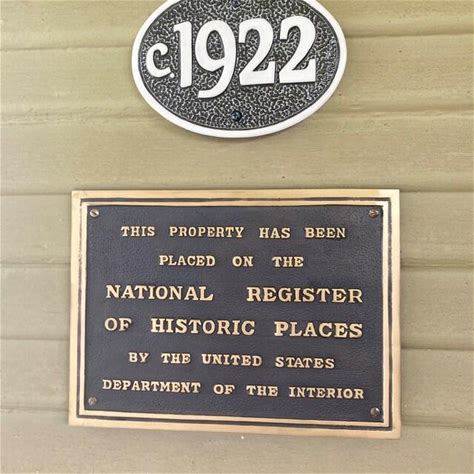 c.1922
THIS PROPERTY HAS BEEN
PLACED ON THE
NATIONAL REGISTER
OF HISTORIC PLACES
BY THE UNITED STATES
DEPARTMENT OF THE INTERIOR